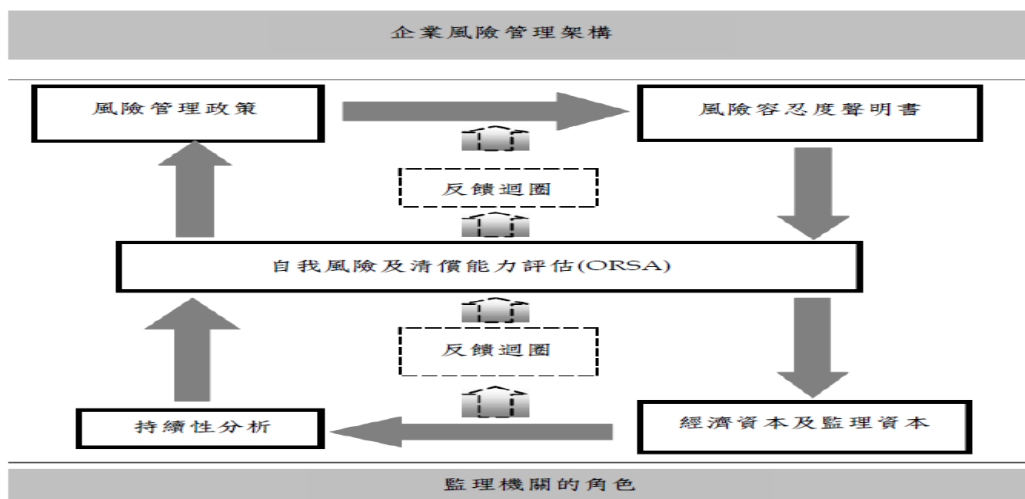 企業風險管理架構
風險管理政策
風險容忍度聲明書
反饋迴圈
自我風險及清償能力評估(ORSA)
反饋迴圈
持續性分析
經濟資本及監理資本
監理機關的角色